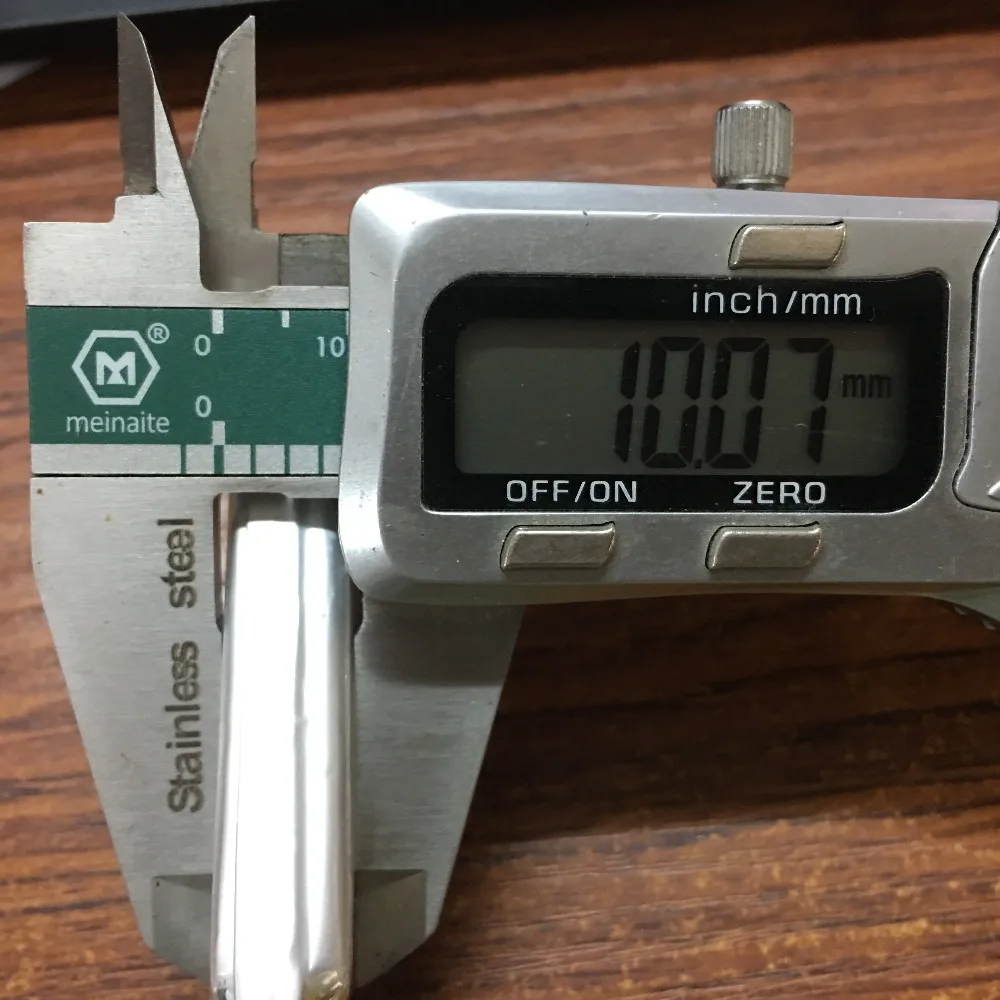 inch/mm
®
M
meinaite
0 10
0
10.07 mm
OFF/ON ZERO
Stainless steel